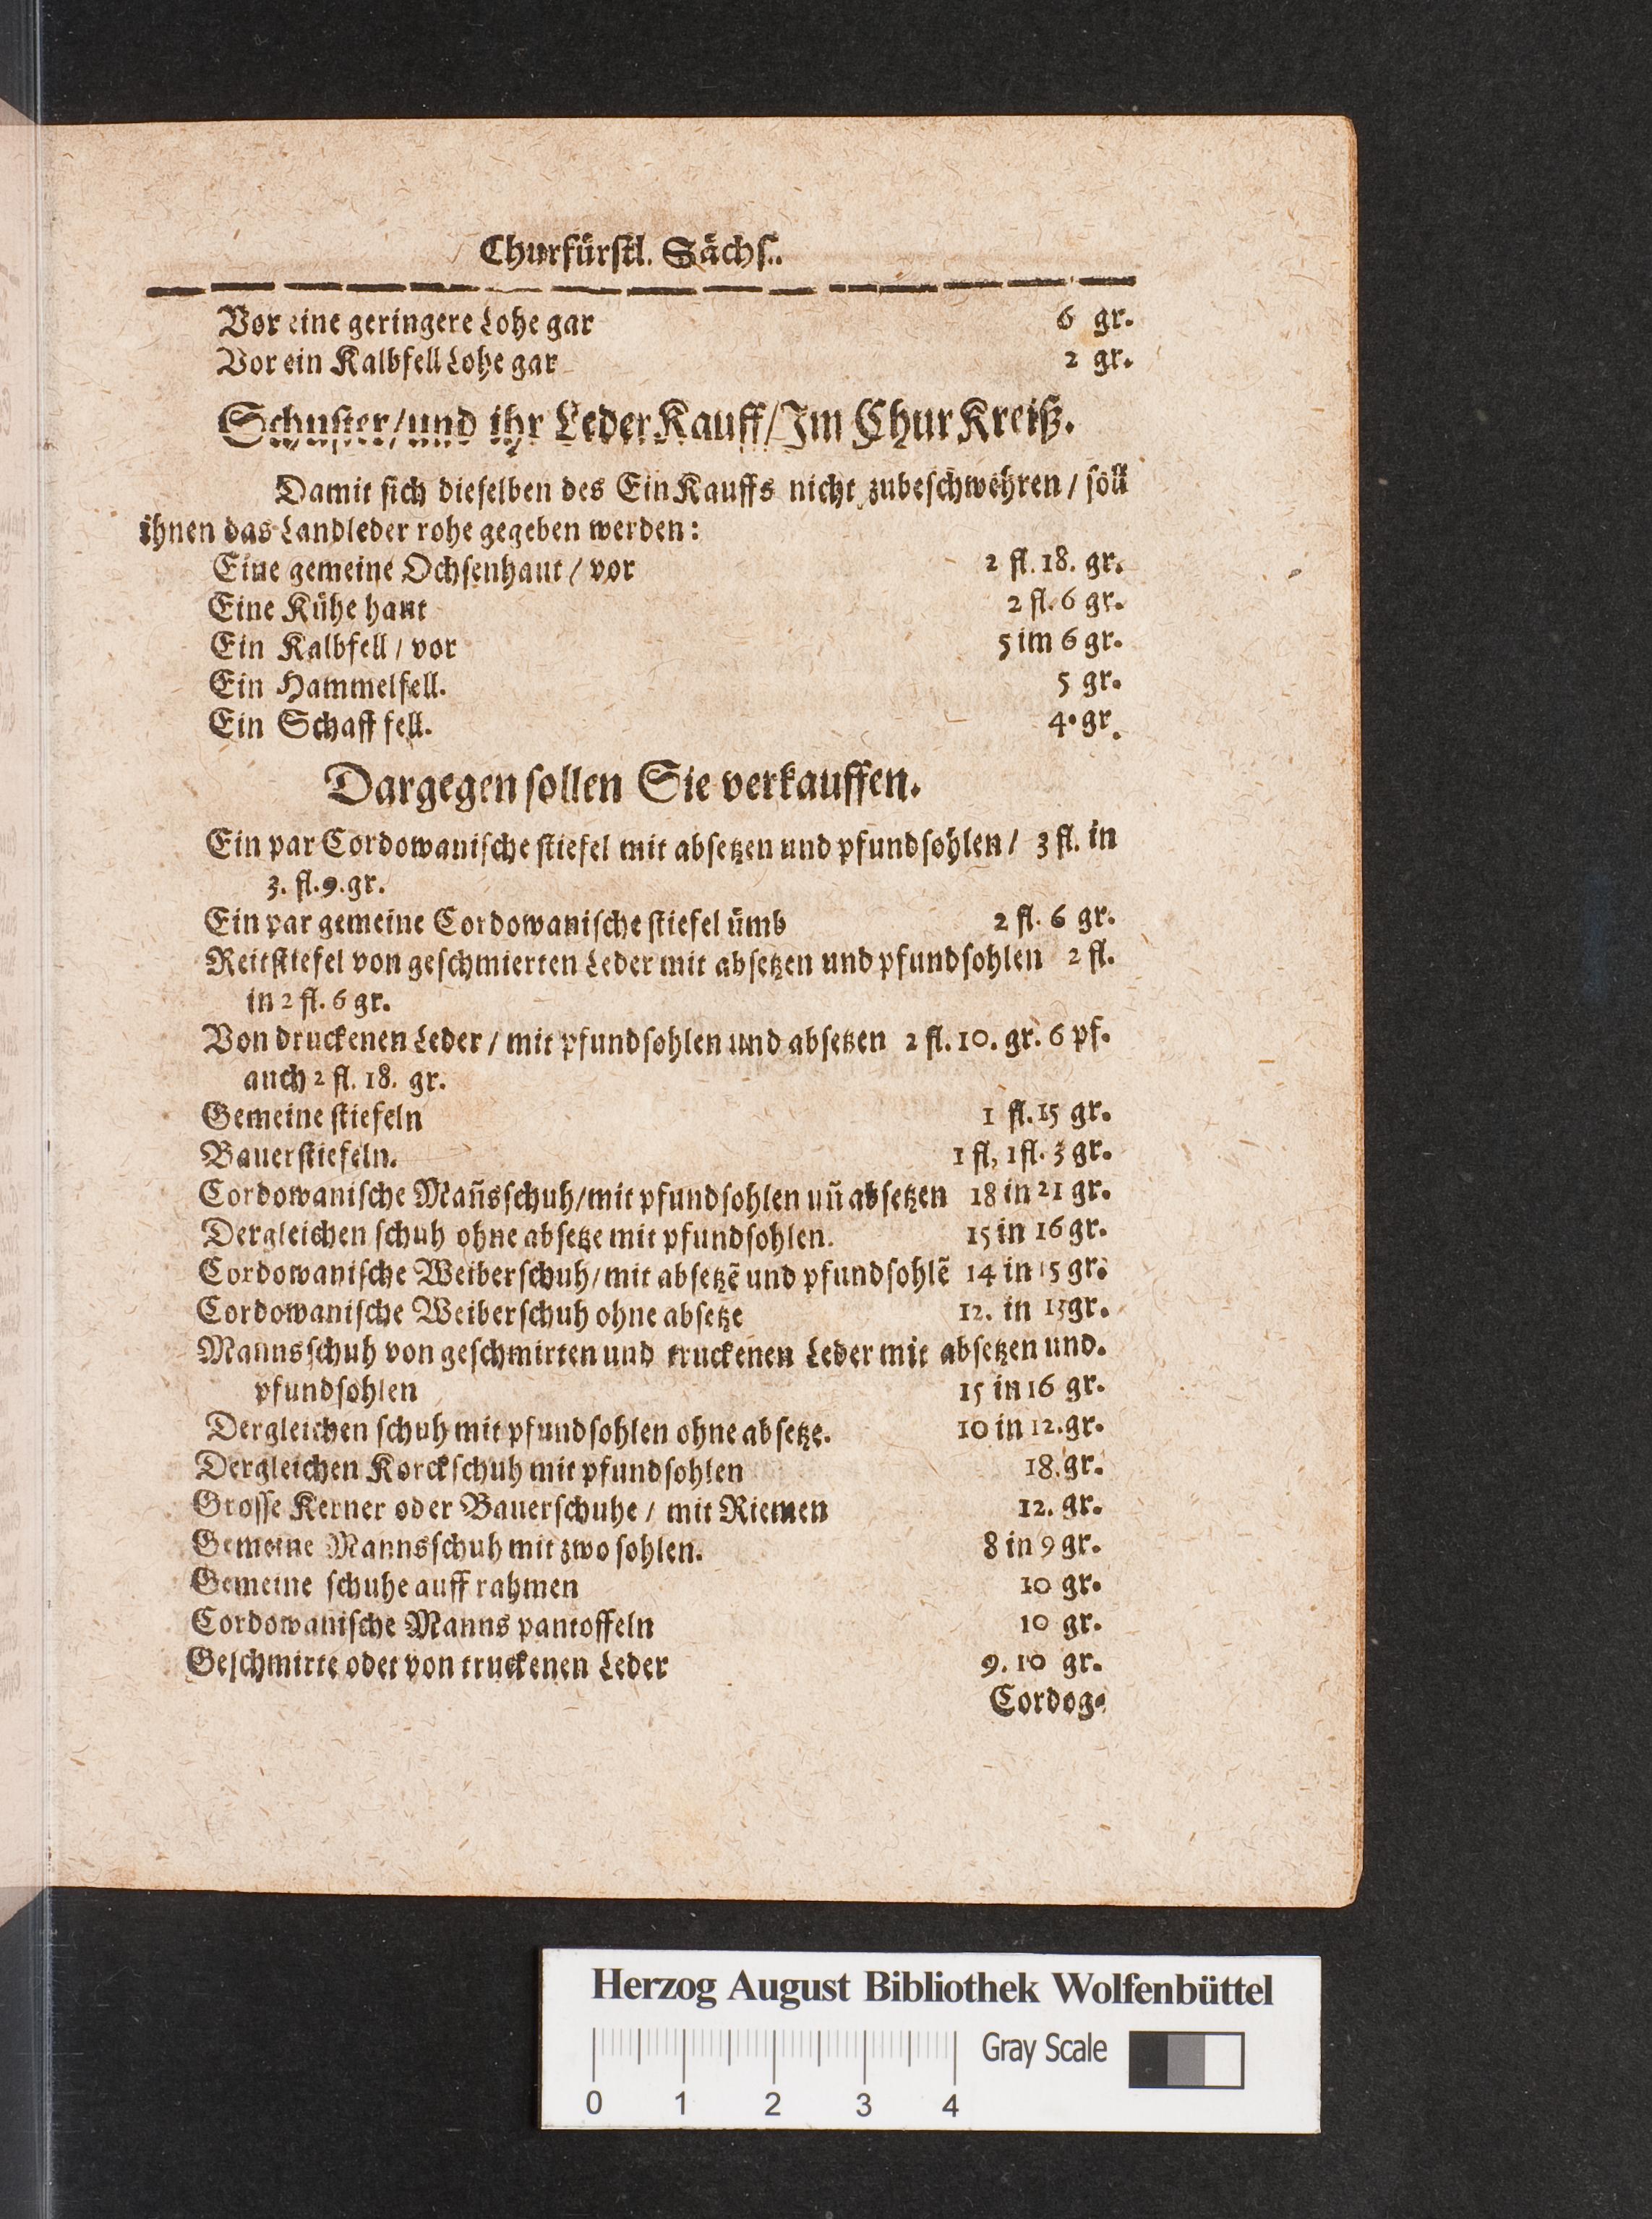 Churfürſtl. Sächſ..
Vor eine geringere Lohe gar 6 gr.
Vor ein Kalbfell Lohe gar 2 gr.
Schuſter/und ihr Leder Kauff/Im Chur Kreiß.
Damit ſich dieſelben des Ein Kauffs nicht zubeſchwehren / ſoll
ihnen das Landleder rohe gegeben werden:
Eine gemeine Ochſenhaut / vor 2 fl. 18. gr.
Eine Kühe haut 2 fl. 6 gr.
Ein Kalbfell / vor 5 im 6 gr.
Ein Hammelfell. 5 gr.
Ein Schaff fell. 4. gr.
Dargegen ſollen Sie verkauffen.
Ein par Cordowaniſche ſtiefel mit abſetzen und pfundſohlen / 3 fl. in
3. fl. 9. gr.
Ein par gemeine Cordowaniſche ſtiefel ümb 2 fl. 6 gr.
Reitſtiefel von geſchmierten Leder mit abſetzen und pfundſohlen 2 fl.
in 2 fl. 6 gr.
Von druckenen Leder / mit pfundſohlen und abſetzen 2 fl. 10. gr. 6 pf.
auch 2 fl. 18. gr.
Gemeine ſtiefeln 1 fl. 15 gr.
Bauerſtiefeln. 1 fl, 1 fl. 3 gr.
Cordowaniſche Mañsſchuh/mit pfundſohlen uñ abſetzen 18 in 21 gr.
Dergleichen ſchuh ohne abſetze mit pfundſohlen. 15 in 16 gr.
Cordowaniſche Weiberſchuh/mit abſetzẽ und pfundſohlẽ 14 in 15 gr.
Cordowaniſche Weiberſchuh ohne abſetze 12. in 13gr.
Mannsſchuh von geſchmirten und truckenen Leder mit abſetzen und.
pfundſohlen 15 in 16 gr.
Dergleichen ſchuh mit pfundſohlen ohne abſetze. 10 in 12. gr.
Dergleichen Korckſchuh mit pfundſohlen 18. gr.
Groſſe Kerner oder Bauerſchuhe / mit Riemen 12. gr.
Gemeine Mannsſchuh mit zwo ſohlen. 8 in 9 gr.
Gemeine ſchuhe auff rahmen 10 gr.
Cordowaniſche Manns pantoffeln 10 gr.
Geſchmirte oder von truckenen Leder 9. 10 gr.
Cordog-
Herzog August Bibliothek Wolfenbüttel
Gray Scale
0 1 2 3 4